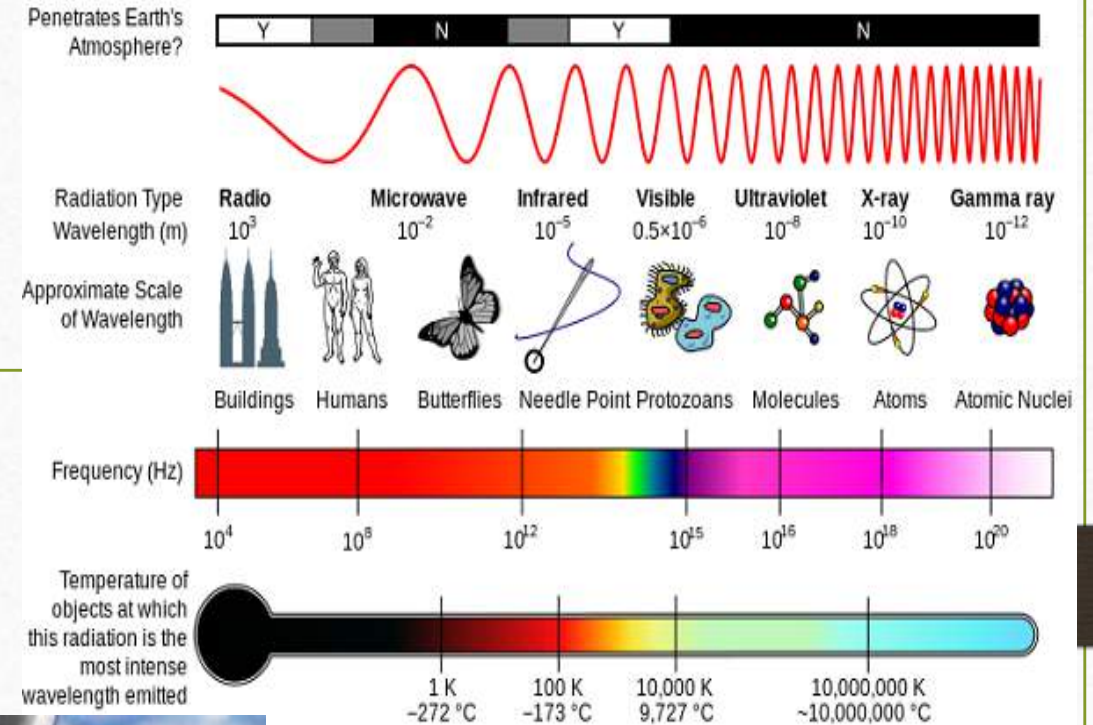 Penetrates Earth's
Atmosphere?
Y N Y N
Radiation Type Radio Microwave Infrared Visible Ultraviolet X-ray Gamma ray
Wavelength (m) 10³ 10⁻² 10⁻⁵ 0.5×10⁻⁶ 10⁻⁸ 10⁻¹⁰ 10⁻¹²
Approximate Scale
of Wavelength
Buildings Humans Butterflies Needle Point Protozoans Molecules Atoms Atomic Nuclei
Frequency (Hz)
10⁴ 10⁸ 10¹² 10¹⁵ 10¹⁶ 10¹⁸ 10²⁰
Temperature of
objects at which
this radiation is the
most intense
wavelength emitted
1 K 100 K 10,000 K 10,000,000 K
−272 °C −173 °C 9,727 °C ~10,000,000 °C